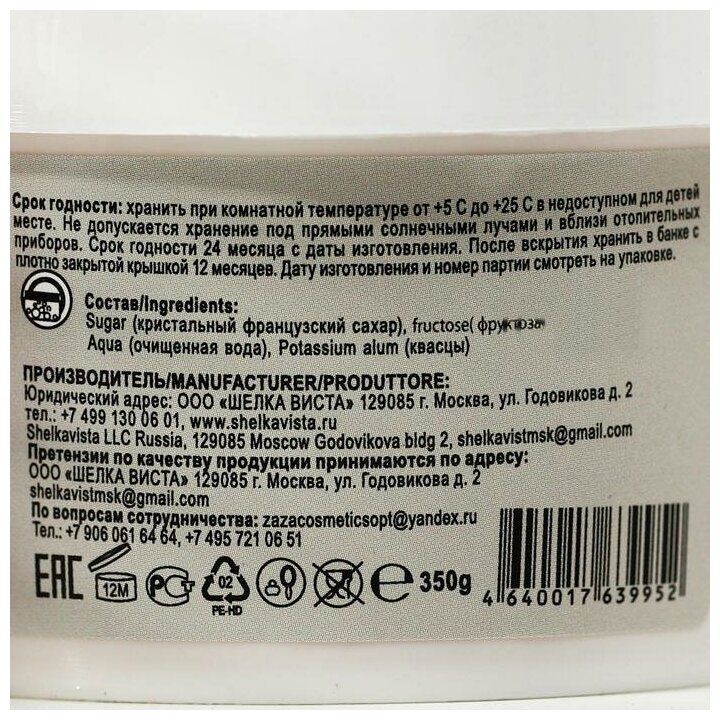 Срок годности: хранить при комнатной температуре от +5 С до +25 С в недоступном для детей
месте. Не допускается хранение под прямыми солнечными лучами и вблизи отопительных
приборов. Срок годности 24 месяца с даты изготовления. После вскрытия хранить в банке с
плотно закрытой крышкой 12 месяцев. Дату изготовления и номер партии смотреть на упаковке.
Состав/Ingredients:
Sugar (кристальный французский сахар), fructose( фруктоза
Aqua (очищенная вода), Potassium alum (квасцы)
ПРОИЗВОДИТЕЛЬ/MANUFACTURER/PRODUTTORE:
Юридический адрес: ООО «ШЕЛКА ВИСТА» 129085 г. Москва, ул. Годовикова д. 2
тел.: +7 499 130 06 01, www.shelkavista.ru
Shelkavista LLC Russia, 129085 Moscow Godovikova bldg 2, shelkavistmsk@gmail.com
Претензии по качеству продукции принимаются по адресу:
ООО «ШЕЛКА ВИСТА» 129085 г. Москва, ул. Годовикова д. 2
shelkavistmsk@gmail.com
По вопросам сотрудничества: zazacosmeticsopt@yandex.ru
Тел.: +7 906 061 64 64, +7 495 721 06 51
EAC 12M РСТ 02 PE-HD e 350g
4 640017 639952